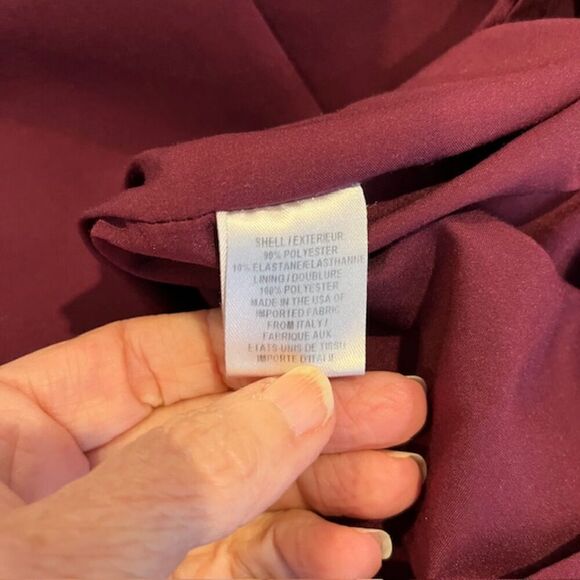 SHELL/EXTERIEUR
90% POLYESTER
10% ELASTANE/ELASTHANNE
LINING/DOUBLURE
100% POLYESTER
MADE IN THE USA OF
IMPORTED FABRIC
FROM ITALY/
FABRIQUE AUX
ETATS UNIS DE TISSU
IMPORTE D'ITALIE